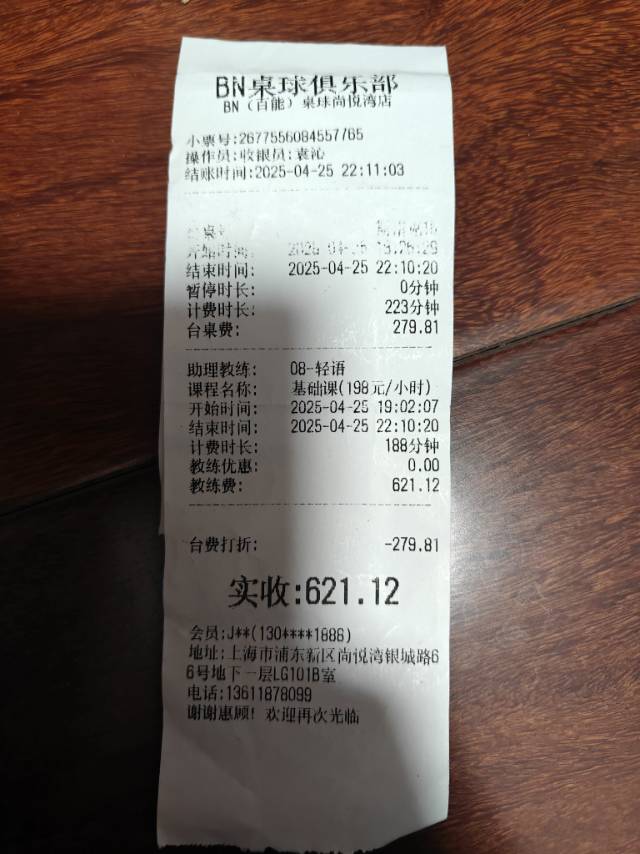 BN桌球俱乐部
BN（百能）桌球尚悦湾店
小票号:2677556084557/65
操作员:收银员:袁沁
结账时间:2025-04-25 22:11:03
开始时间:
结束时间: 2025-04-25 22:10:20
暂停时长: 0分钟
计费时长: 223分钟
台桌费: 279.81
助理教练: 08-轻语
课程名称: 基础课(198元/小时)
开始时间: 2025-04-25 19:02:07
结束时间: 2025-04-25 22:10:20
计费时长: 188分钟
教练优惠: 0.00
教练费: 621.12
台费打折: -279.81
实收:621.12
会员:J**(130****1886)
地址:上海市浦东新区尚悦湾银城路6
6号地下一层LG101B室
电话:13611878099
谢谢惠顾! 欢迎再次光临